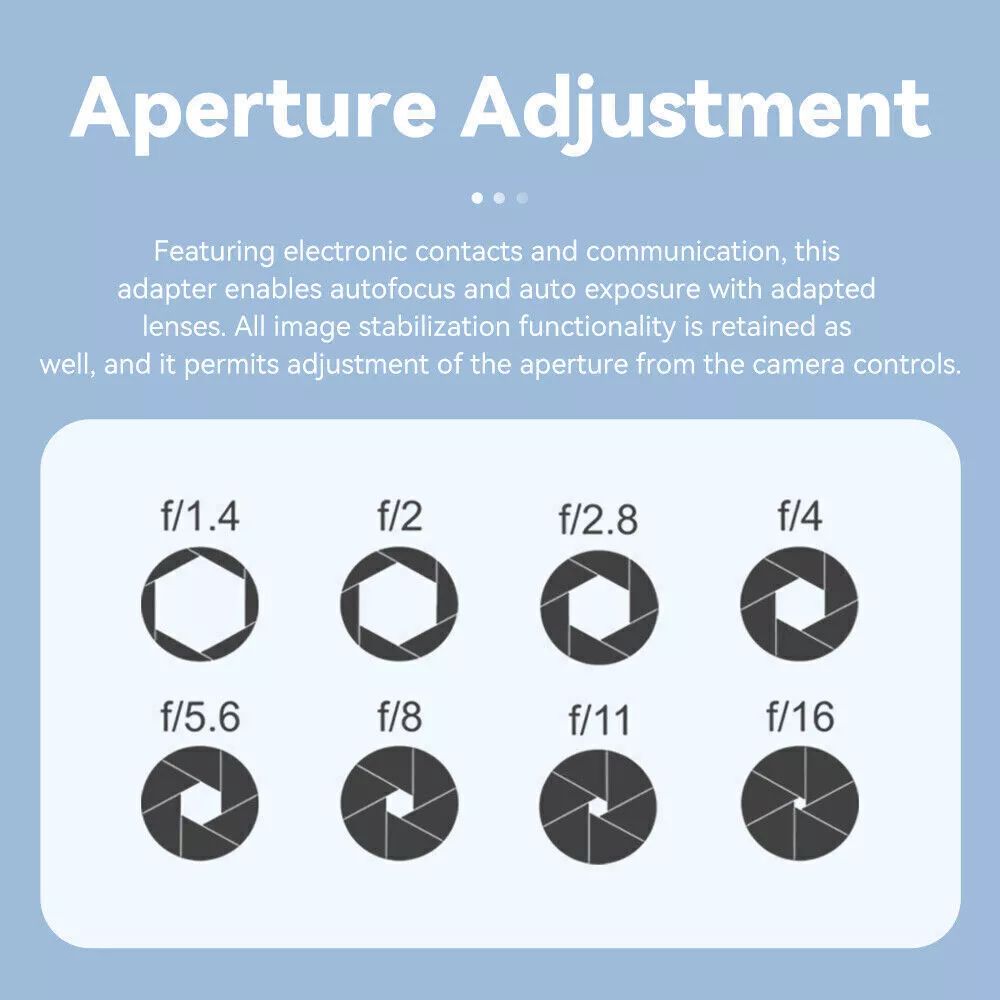 Aperture Adjustment
Featuring electronic contacts and communication, this
adapter enables autofocus and auto exposure with adapted
lenses. All image stabilization functionality is retained as
well, and it permits adjustment of the aperture from the camera controls.
f/1.4 f/2 f/2.8 f/4
f/5.6 f/8 f/11 f/16